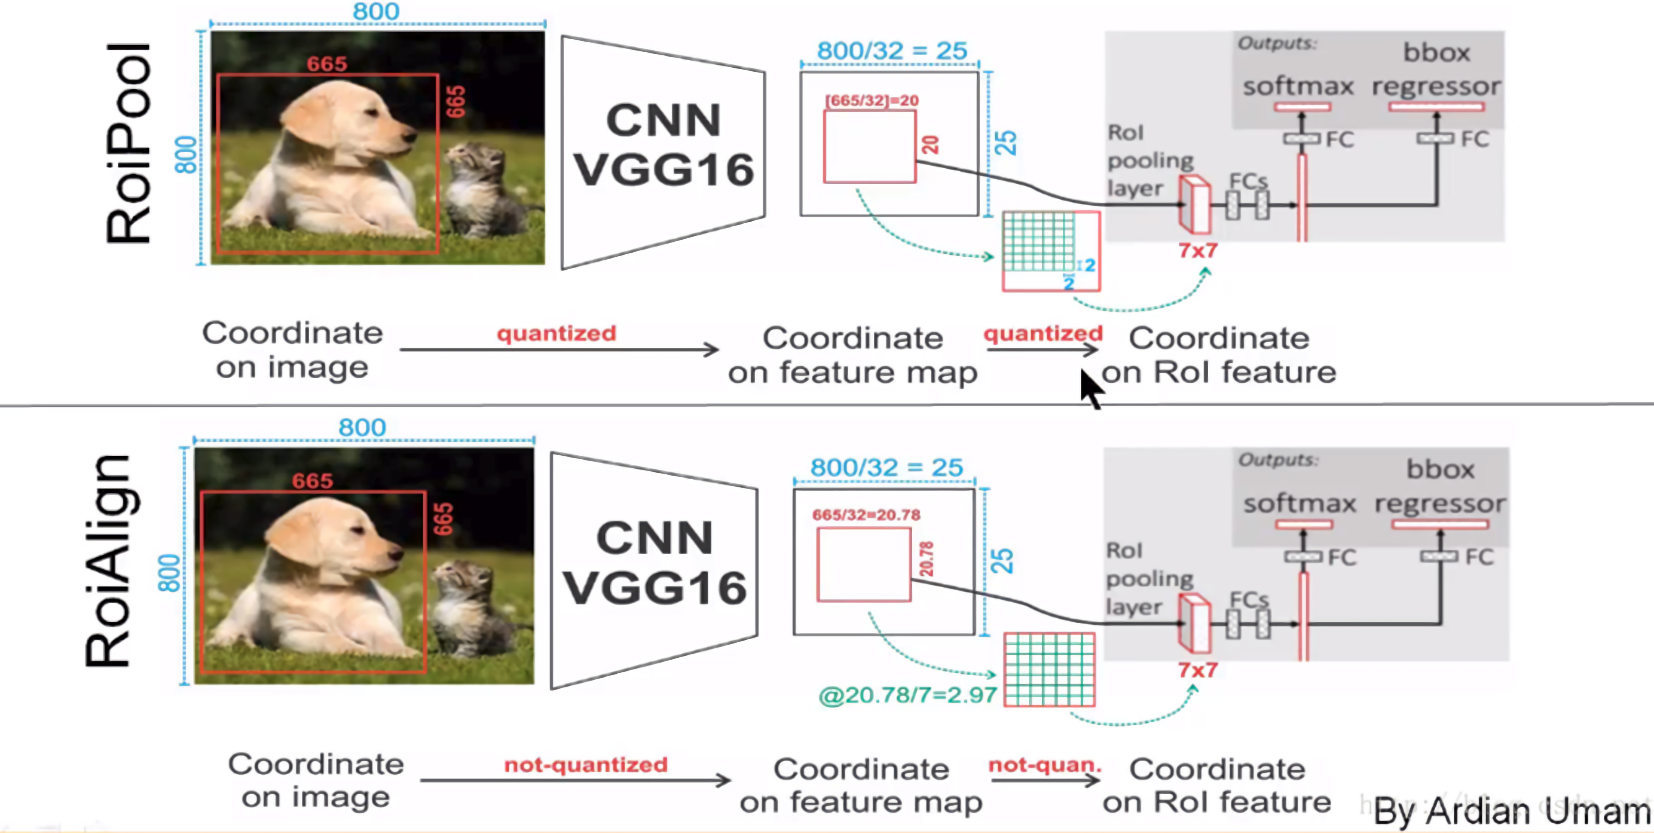 RoiPool
800
800
665
665
CNN
VGG16
800/32 = 25
25
[665/32]=20
20
2
2
RoI
pooling
layer
7x7
FCs
Outputs:
softmax
bbox
regressor
FC
FC
Coordinate
on image
quantized
Coordinate
on feature map
quantized
Coordinate
on RoI feature
RoiAlign
800
800
665
665
CNN
VGG16
800/32 = 25
25
665/32=20.78
20.78
@20.78/7=2.97
RoI
pooling
layer
7x7
FCs
Outputs:
softmax
bbox
regressor
FC
FC
Coordinate
on image
not-quantized
Coordinate
on feature map
not-quan.
Coordinate
on RoI feature
By Ardian Umam